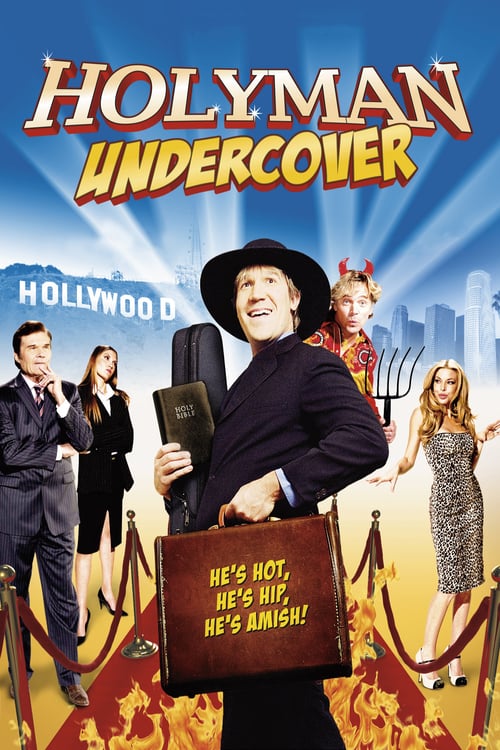 HOLYMAN
UNDERCOVER
HOLLYWOOD
HOLY
BIBLE
HE'S HOT,
HE'S HIP,
HE'S AMISH!